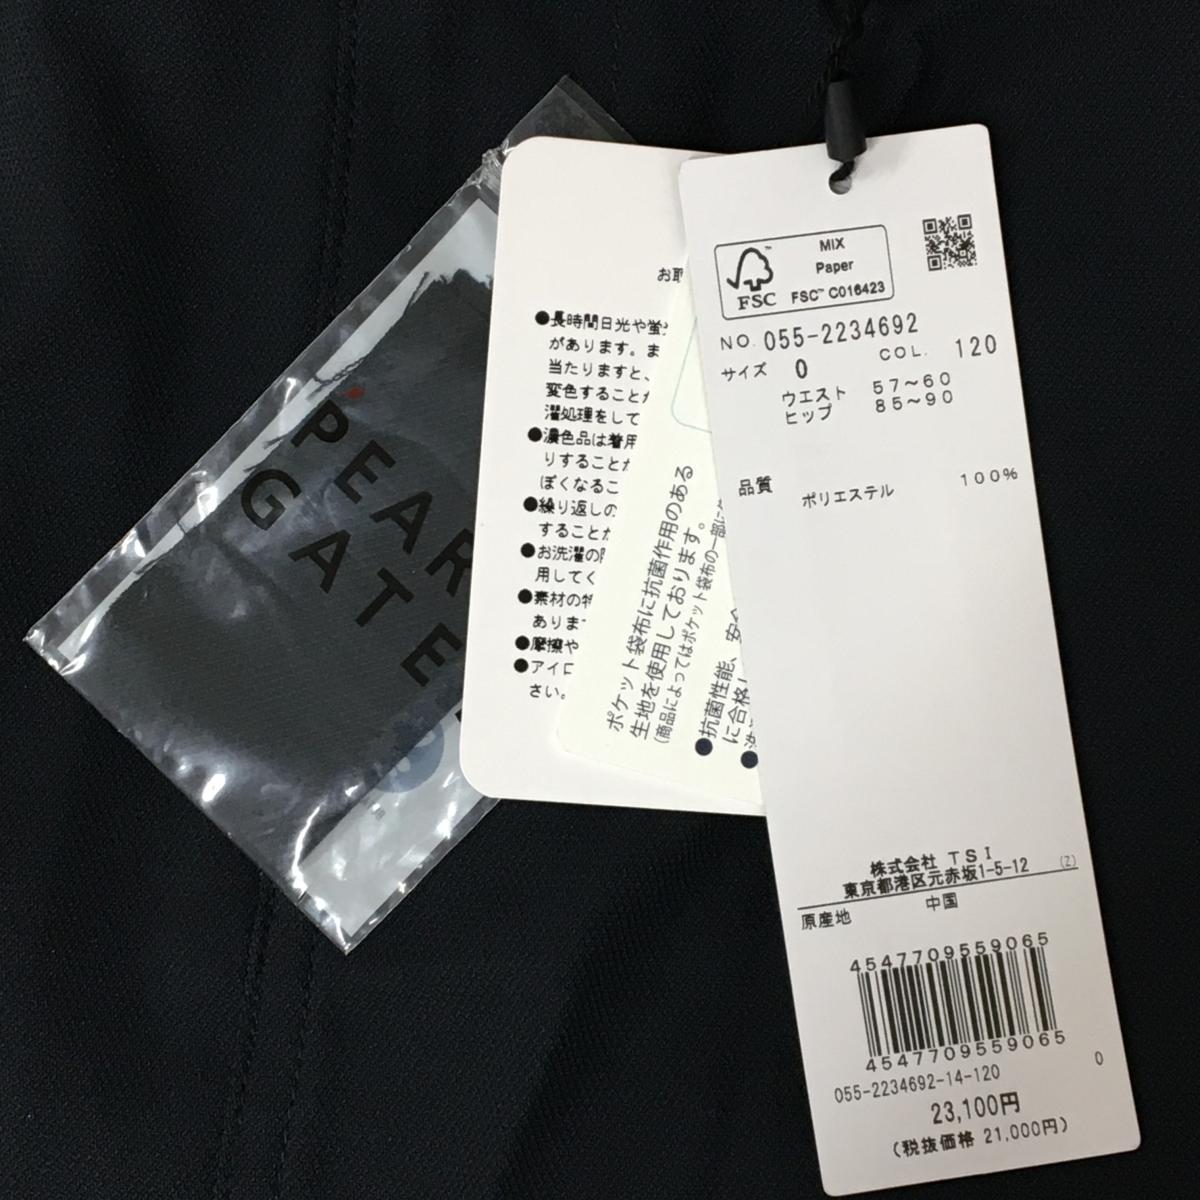 PEAR
GATE
お取
●長時間日光や蛍
があります。ま
当たりますと、
変色することが
濯処理をして
●濃色品は着用
りすることが
ぽくなるこ
●繰り返しの
することが
●お洗濯の
用してく
●素材の特
ありま
●摩擦や
●アイロ
さい。
ポケット袋布に抗菌作用のある
生地を使用しております。
(商品によってはポケット袋布の一部に
●抗菌性能、安全
に合格し
MIX
Paper
FSC
FSC™ C016423
NO. 055-2234692
サイズ 0 COL. 120
ウエスト 57～60
ヒップ 85～90
品質 ポリエステル 100%
株式会社 TSI
東京都港区元赤坂1-5-12 (Z)
原産地 中国
4547709559065
4547709559065
055-2234692-14-120 0
23,100円
(税抜価格 21,000円)